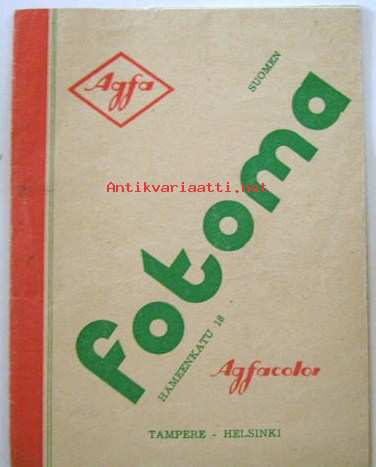 Agfa
SUOMEN
fotoma
HÄMEENKATU 18
Agfacolor
TAMPERE - HELSINKI
Antikvariaatti.net